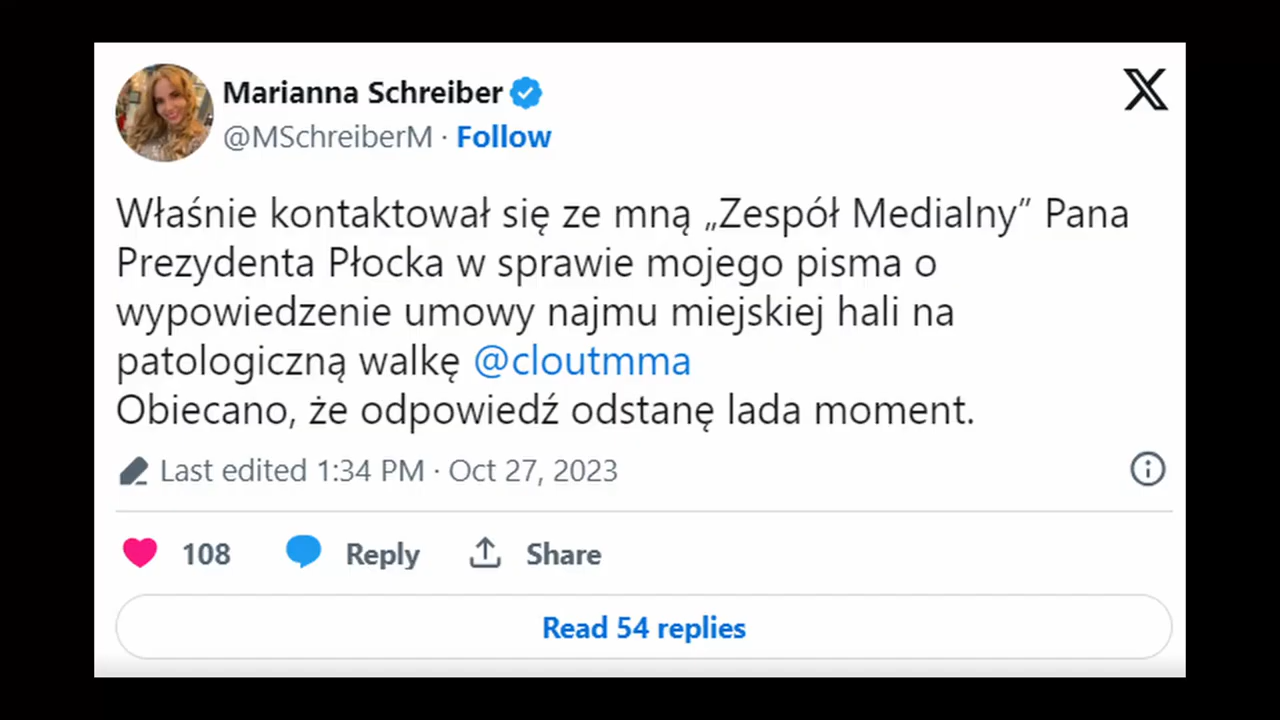 Marianna Schreiber
@MSchreiberM · Follow
Właśnie kontaktował się ze mną „Zespół Medialny” Pana
Prezydenta Płocka w sprawie mojego pisma o
wypowiedzenie umowy najmu miejskiej hali na
patologiczną walkę @cloutmma
Obiecano, że odpowiedź odstanę lada moment.
Last edited 1:34 PM · Oct 27, 2023
108 Reply Share
Read 54 replies